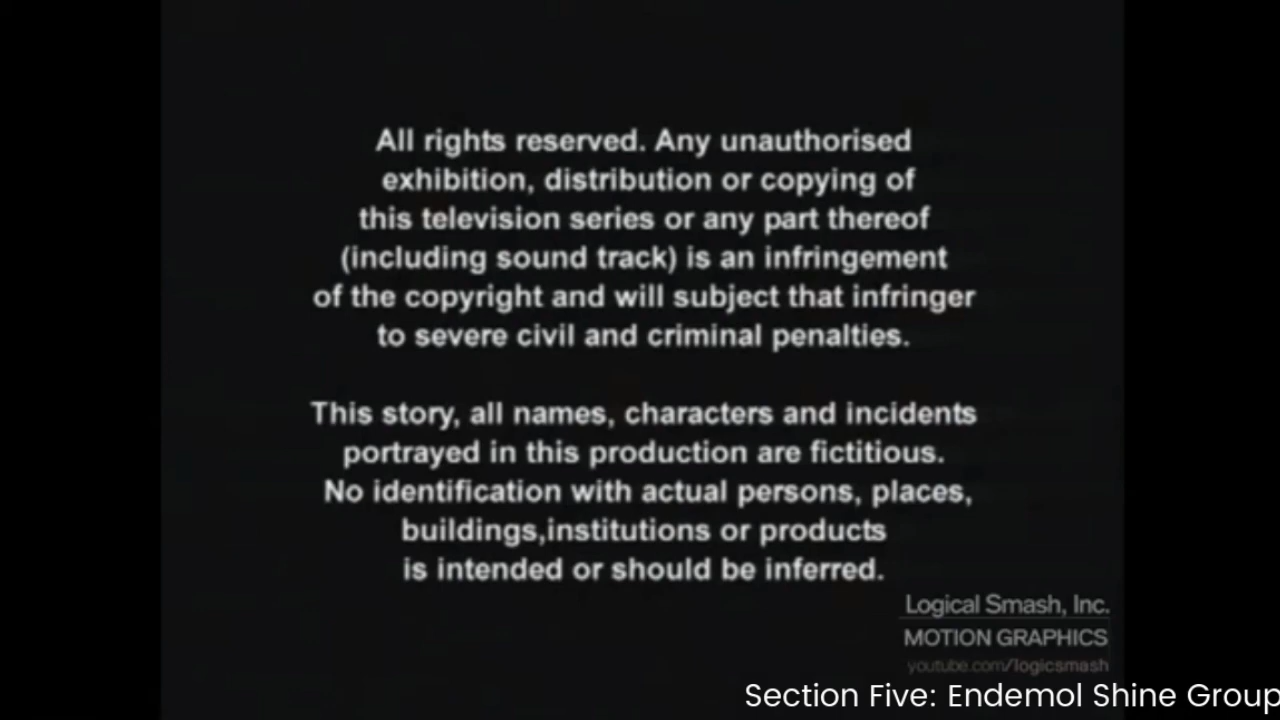 All rights reserved. Any unauthorised
exhibition, distribution or copying of
this television series or any part thereof
(including sound track) is an infringement
of the copyright and will subject that infringer
to severe civil and criminal penalties.
This story, all names, characters and incidents
portrayed in this production are fictitious.
No identification with actual persons, places,
buildings,institutions or products
is intended or should be inferred.
Logical Smash, Inc.
MOTION GRAPHICS
youtube.com/logicsmash
Section Five: Endemol Shine Group